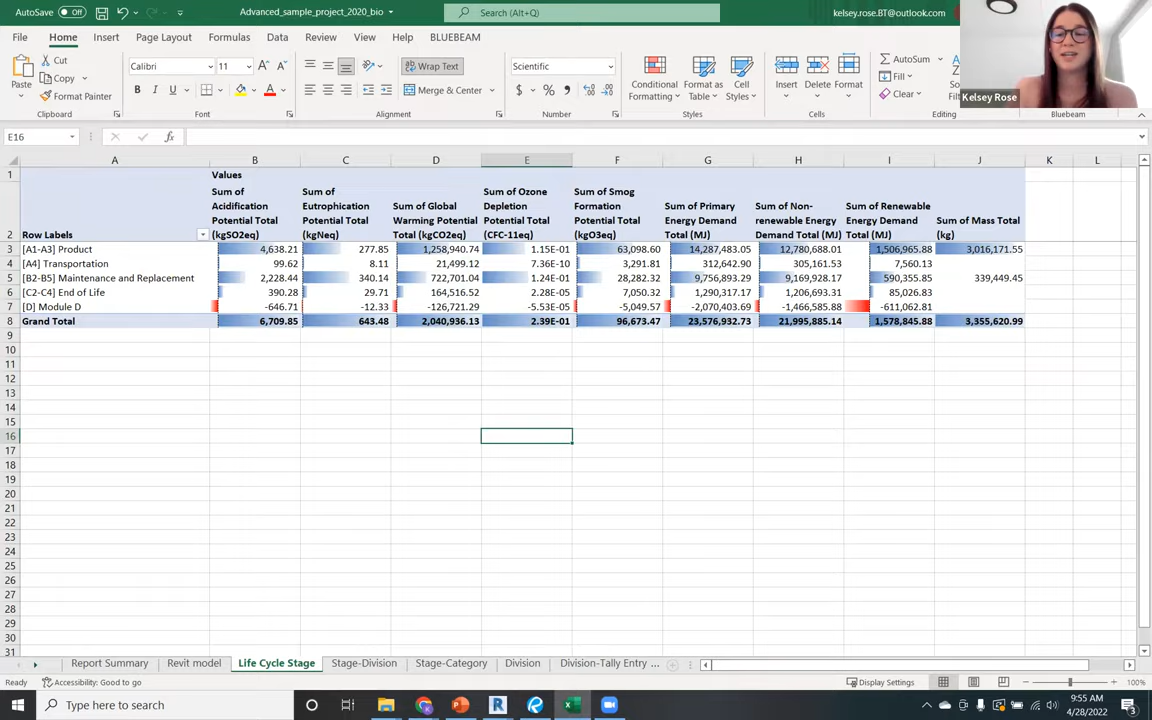 AutoSave Off Advanced_sample_project_2020_bio Search (Alt+Q) kelsey.rose.BT@outlook.com
File Home Insert Page Layout Formulas Data Review View Help BLUEBEAM
Paste Cut Copy Format Painter
Calibri 11
B I U
Wrap Text
Merge & Center
Scientific
$ % 9
Conditional Formatting Format as Table Cell Styles
Insert Delete Format
AutoSum
Fill
Clear
Kelsey Rose
Clipboard Font Alignment Number Styles Cells Editing Bluebeam
E16 fx
A B C D E F G H I J K L
1 Values
2 Row Labels Sum of Acidification Potential Total (kgSO2eq) Sum of Eutrophication Potential Total (kgNeq) Sum of Global Warming Potential Total (kgCO2eq) Sum of Ozone Depletion Potential Total (CFC-11eq) Sum of Smog Formation Potential Total (kgO3eq) Sum of Primary Energy Demand Total (MJ) Sum of Non-renewable Energy Demand Total (MJ) Sum of Renewable Energy Demand Total (MJ) Sum of Mass Total (kg)
3 [A1-A3] Product 4,638.21 277.85 1,258,940.74 1.15E-01 63,098.60 14,287,483.05 12,780,688.01 1,506,965.88 3,016,171.55
4 [A4] Transportation 99.62 8.11 21,499.12 7.36E-10 3,291.81 312,642.90 305,161.53 7,560.13
5 [B2-B5] Maintenance and Replacement 2,228.44 340.14 722,701.04 1.24E-01 28,282.32 9,756,893.29 9,169,928.17 590,355.85 339,449.45
6 [C2-C4] End of Life 390.28 29.71 164,516.52 2.28E-05 7,050.32 1,290,317.17 1,206,693.31 85,026.83
7 [D] Module D -646.71 -12.33 -126,721.29 -5.53E-05 -5,049.57 -2,070,403.69 -1,466,585.88 -611,062.81
8 Grand Total 6,709.85 643.48 2,040,936.13 2.39E-01 96,673.47 23,576,932.73 21,995,885.14 1,578,845.88 3,355,620.99
9
10
11
12
13
14
15
16
17
18
19
20
21
22
23
24
25
26
27
28
29
30
31
Report Summary Revit model Life Cycle Stage Stage-Division Stage-Category Division Division-Tally Entry ...
Ready Accessibility: Good to go Display Settings 100%
Type here to search
9:55 AM
4/28/2022
3